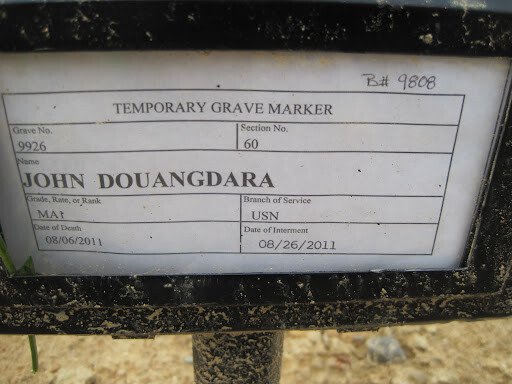 B# 9808
TEMPORARY GRAVE MARKER
Grave No. Section No.
9926 60
Name
JOHN DOUANGDARA
Grade, Rate, or Rank Branch of Service
MA1 USN
Date of Death Date of Interment
08/06/2011 08/26/2011